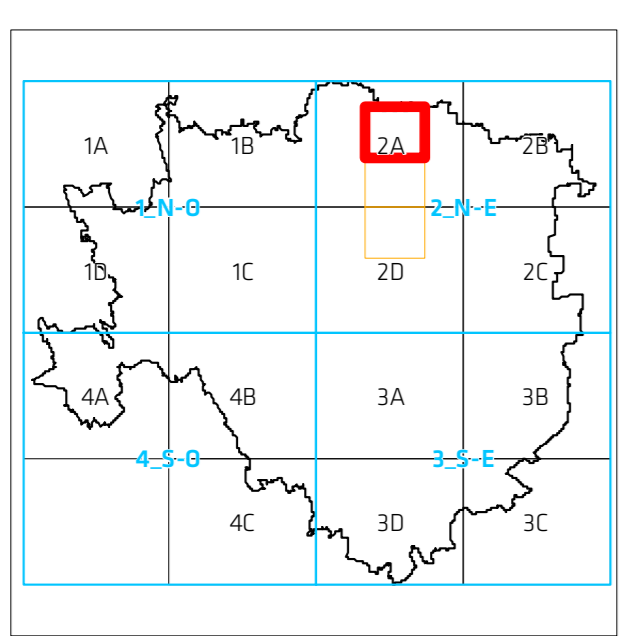 1A 1B 2A 2B
1_N-O 2_N-E
1D 1C 2D 2C
4A 4B 3A 3B
4_S-O 3_S-E
4C 3D 3C